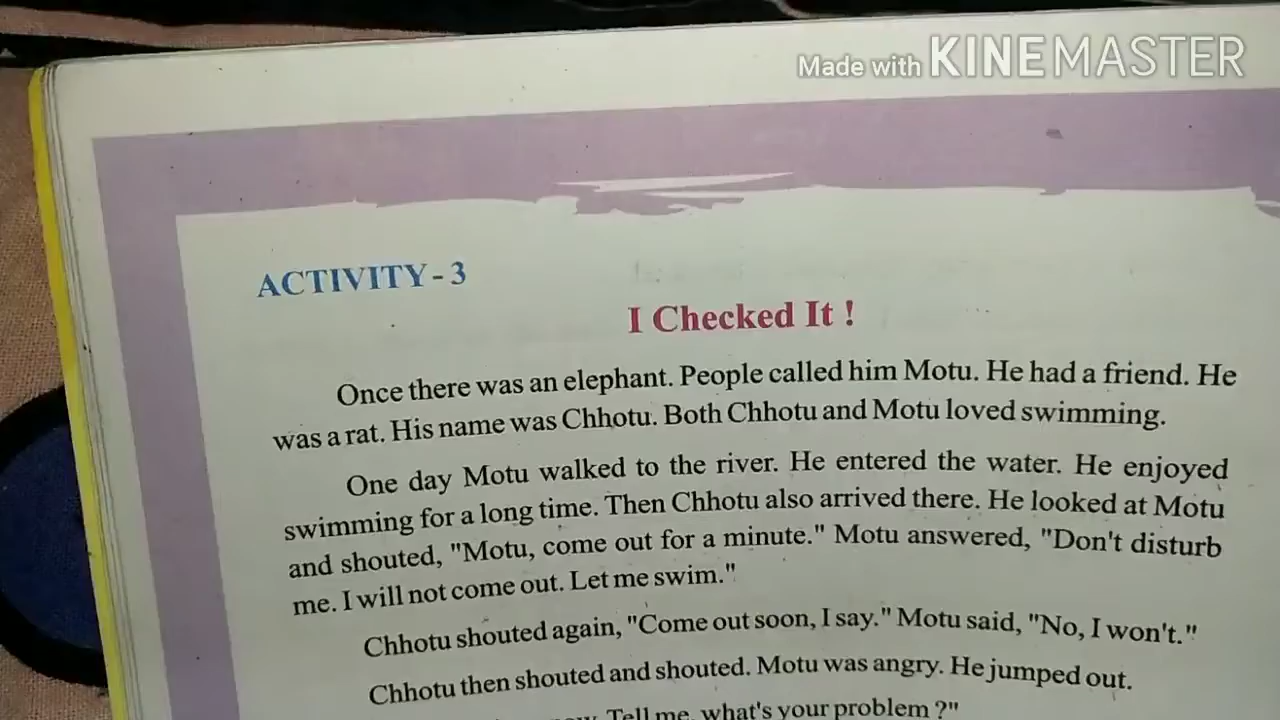 Made with KINEMASTER
ACTIVITY - 3
I Checked It !
Once there was an elephant. People called him Motu. He had a friend. He
was a rat. His name was Chhotu. Both Chhotu and Motu loved swimming.
One day Motu walked to the river. He entered the water. He enjoyed
swimming for a long time. Then Chhotu also arrived there. He looked at Motu
and shouted, "Motu, come out for a minute." Motu answered, "Don't disturb
me. I will not come out. Let me swim."
Chhotu shouted again, "Come out soon, I say." Motu said, "No, I won't."
Chhotu then shouted and shouted. Motu was angry. He jumped out.
Tell me, what's your problem ?"